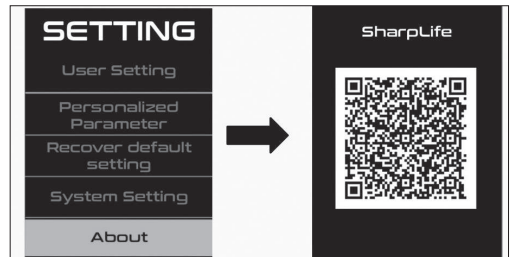 SETTING
User Setting
Personalized
Parameter
Recover default
setting
System Setting
About
SharpLife